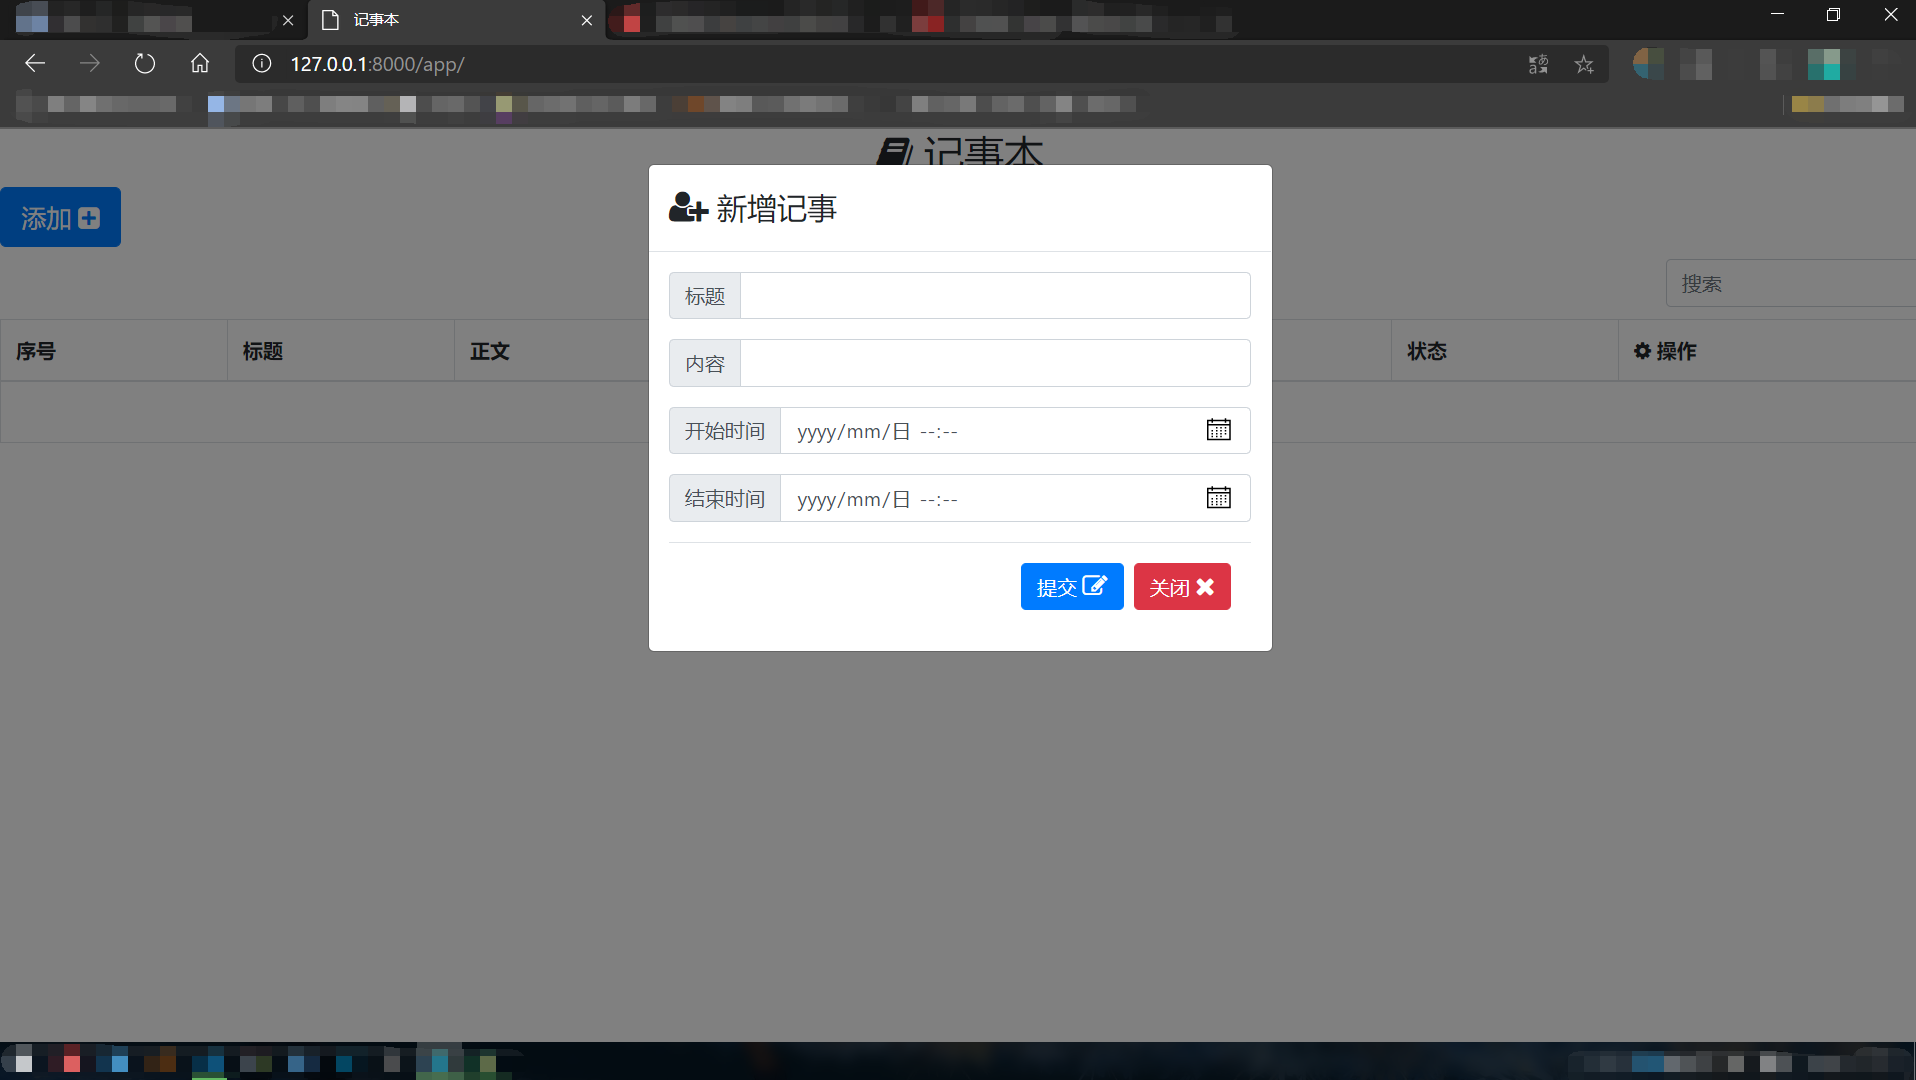 记事本
127.0.0.1:8000/app/
记事本
添加
搜索
序号 标题 正文 状态 操作
新增记事
标题
内容
开始时间 yyyy/mm/日 --:--
结束时间 yyyy/mm/日 --:--
提交 关闭